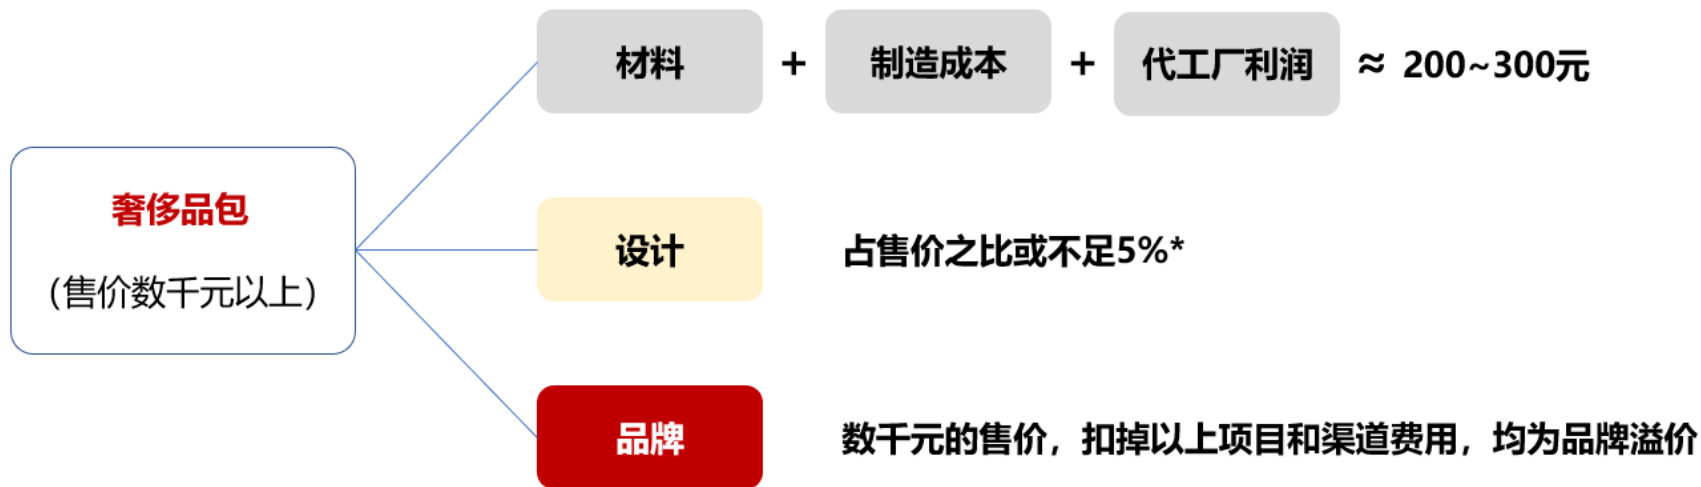 材料 + 制造成本 + 代工厂利润 ≈ 200~300元
奢侈品包
（售价数千元以上）
设计 占售价之比或不足5%*
品牌 数千元的售价，扣掉以上项目和渠道费用，均为品牌溢价